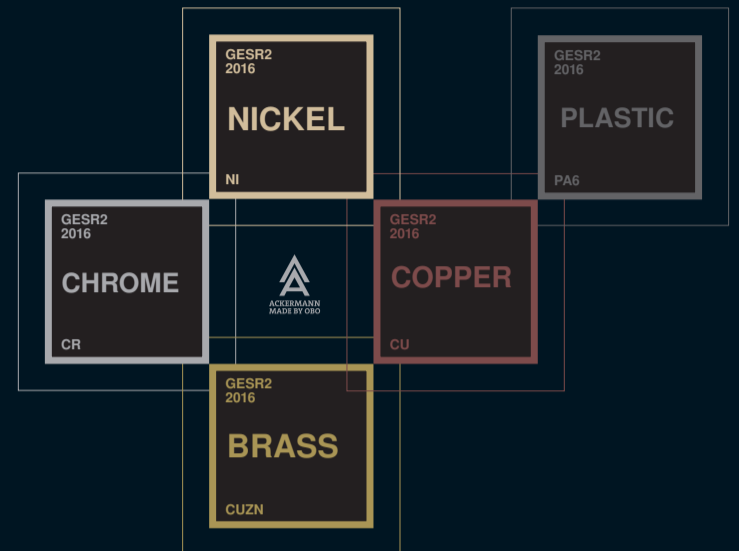 GESR2
2016
NICKEL
NI
GESR2
2016
PLASTIC
PA6
GESR2
2016
CHROME
CR
ACKERMANN
MADE BY OBO
GESR2
2016
COPPER
CU
GESR2
2016
BRASS
CUZN